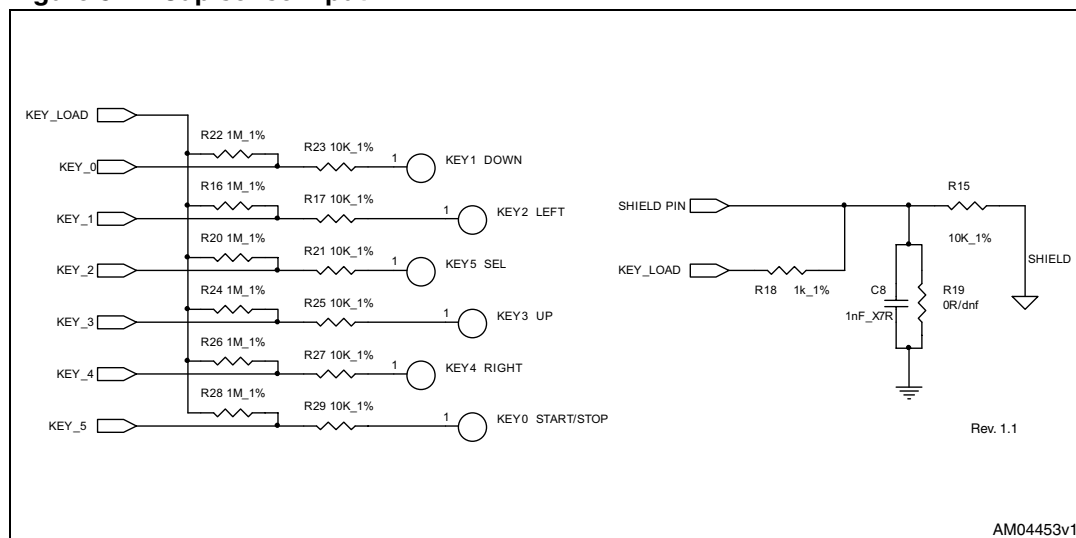 KEY_LOAD
R22 1M_1%
R23 10K_1%
KEY_0
1
KEY1 DOWN
R16 1M_1%
R17 10K_1%
KEY_1
1
KEY2 LEFT
R20 1M_1%
R21 10K_1%
KEY_2
1
KEY5 SEL
R24 1M_1%
R25 10K_1%
KEY_3
1
KEY3 UP
R26 1M_1%
R27 10K_1%
KEY_4
1
KEY4 RIGHT
R28 1M_1%
R29 10K_1%
KEY_5
1
KEY0 START/STOP
SHIELD PIN
R15
10K_1%
KEY_LOAD
R18 1k_1%
SHIELD
C8
1nF_X7R
R19
0R/dnf
Rev. 1.1
AM04453v1